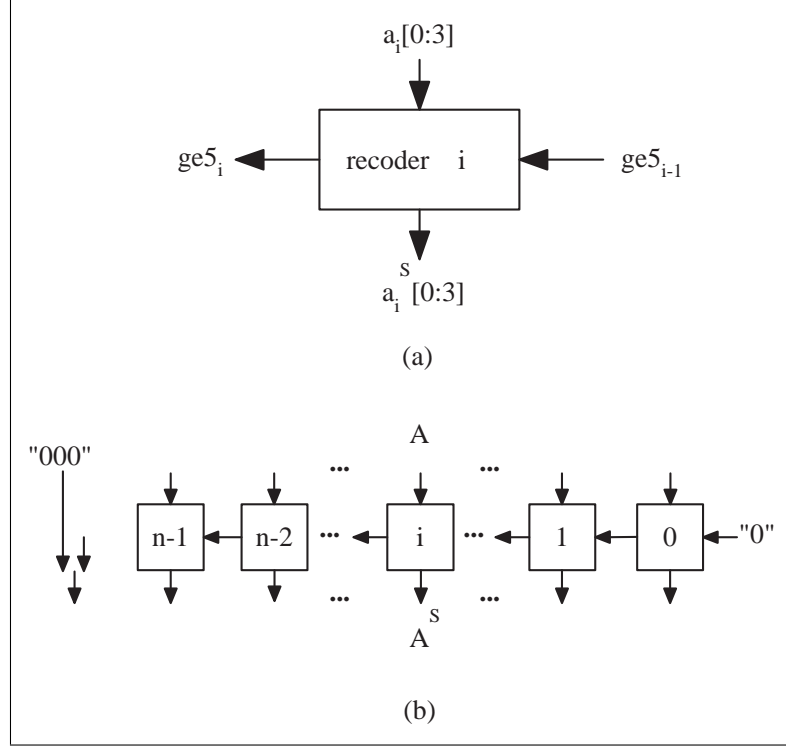 a_i[0:3]
ge5_i recoder i ge5_{i-1}
s
a_i [0:3]
(a)
A
"000" ... ...
n-1 n-2 ... i ... 1 0 "0"
... s ...
A
(b)